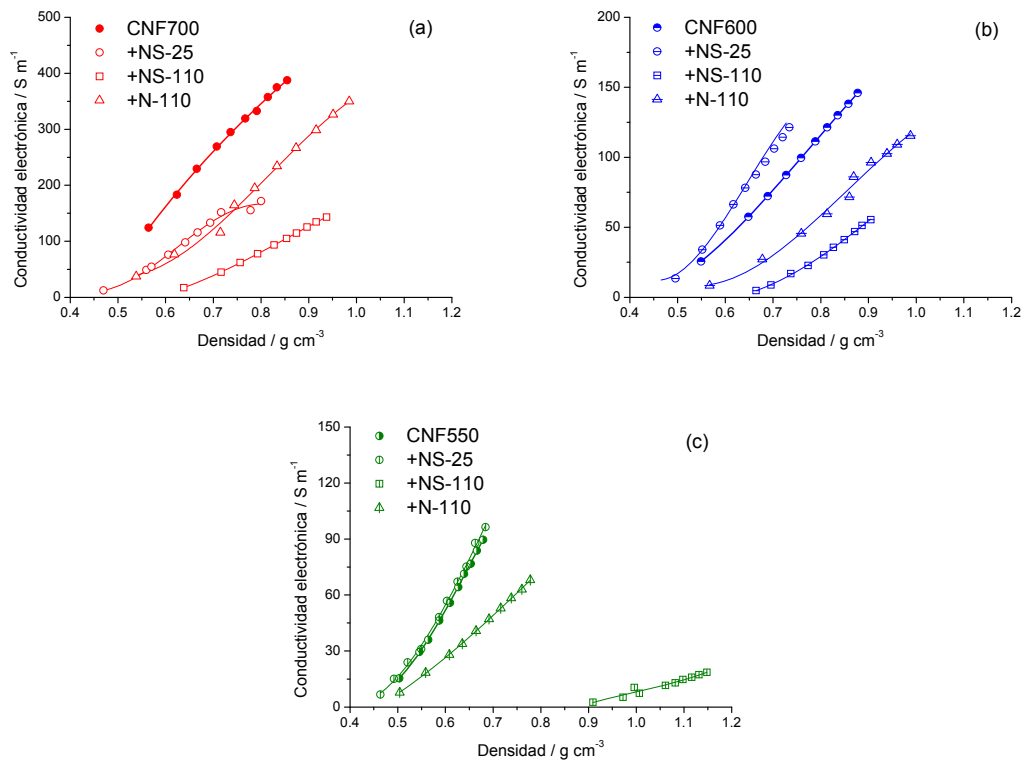 500
400
300
200
100
0
Conductividad electrónica / S m-1
CNF700
+NS-25
+NS-110
+N-110
(a)
0.4 0.5 0.6 0.7 0.8 0.9 1.0 1.1 1.2
Densidad / g cm-3
200
150
100
50
0
Conductividad electrónica / S m-1
CNF600
+NS-25
+NS-110
+N-110
(b)
0.4 0.5 0.6 0.7 0.8 0.9 1.0 1.1 1.2
Densidad / g cm-3
150
120
90
60
30
0
Conductividad electrónica / S m-1
CNF550
+NS-25
+NS-110
+N-110
(c)
0.4 0.5 0.6 0.7 0.8 0.9 1.0 1.1 1.2
Densidad / g cm-3